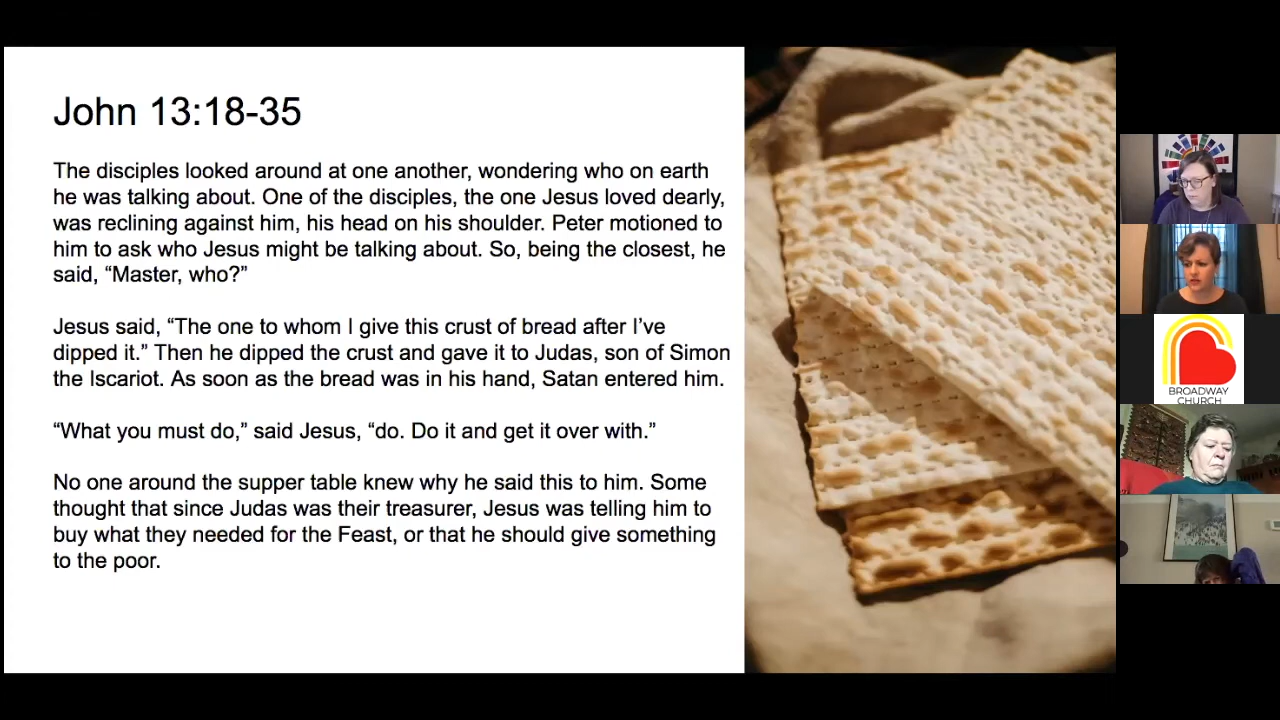 John 13:18-35
The disciples looked around at one another, wondering who on earth
he was talking about. One of the disciples, the one Jesus loved dearly,
was reclining against him, his head on his shoulder. Peter motioned to
him to ask who Jesus might be talking about. So, being the closest, he
said, “Master, who?”
Jesus said, “The one to whom I give this crust of bread after I’ve
dipped it.” Then he dipped the crust and gave it to Judas, son of Simon
the Iscariot. As soon as the bread was in his hand, Satan entered him.
“What you must do,” said Jesus, “do. Do it and get it over with.”
No one around the supper table knew why he said this to him. Some
thought that since Judas was their treasurer, Jesus was telling him to
buy what they needed for the Feast, or that he should give something
to the poor.
BROADWAY
CHURCH